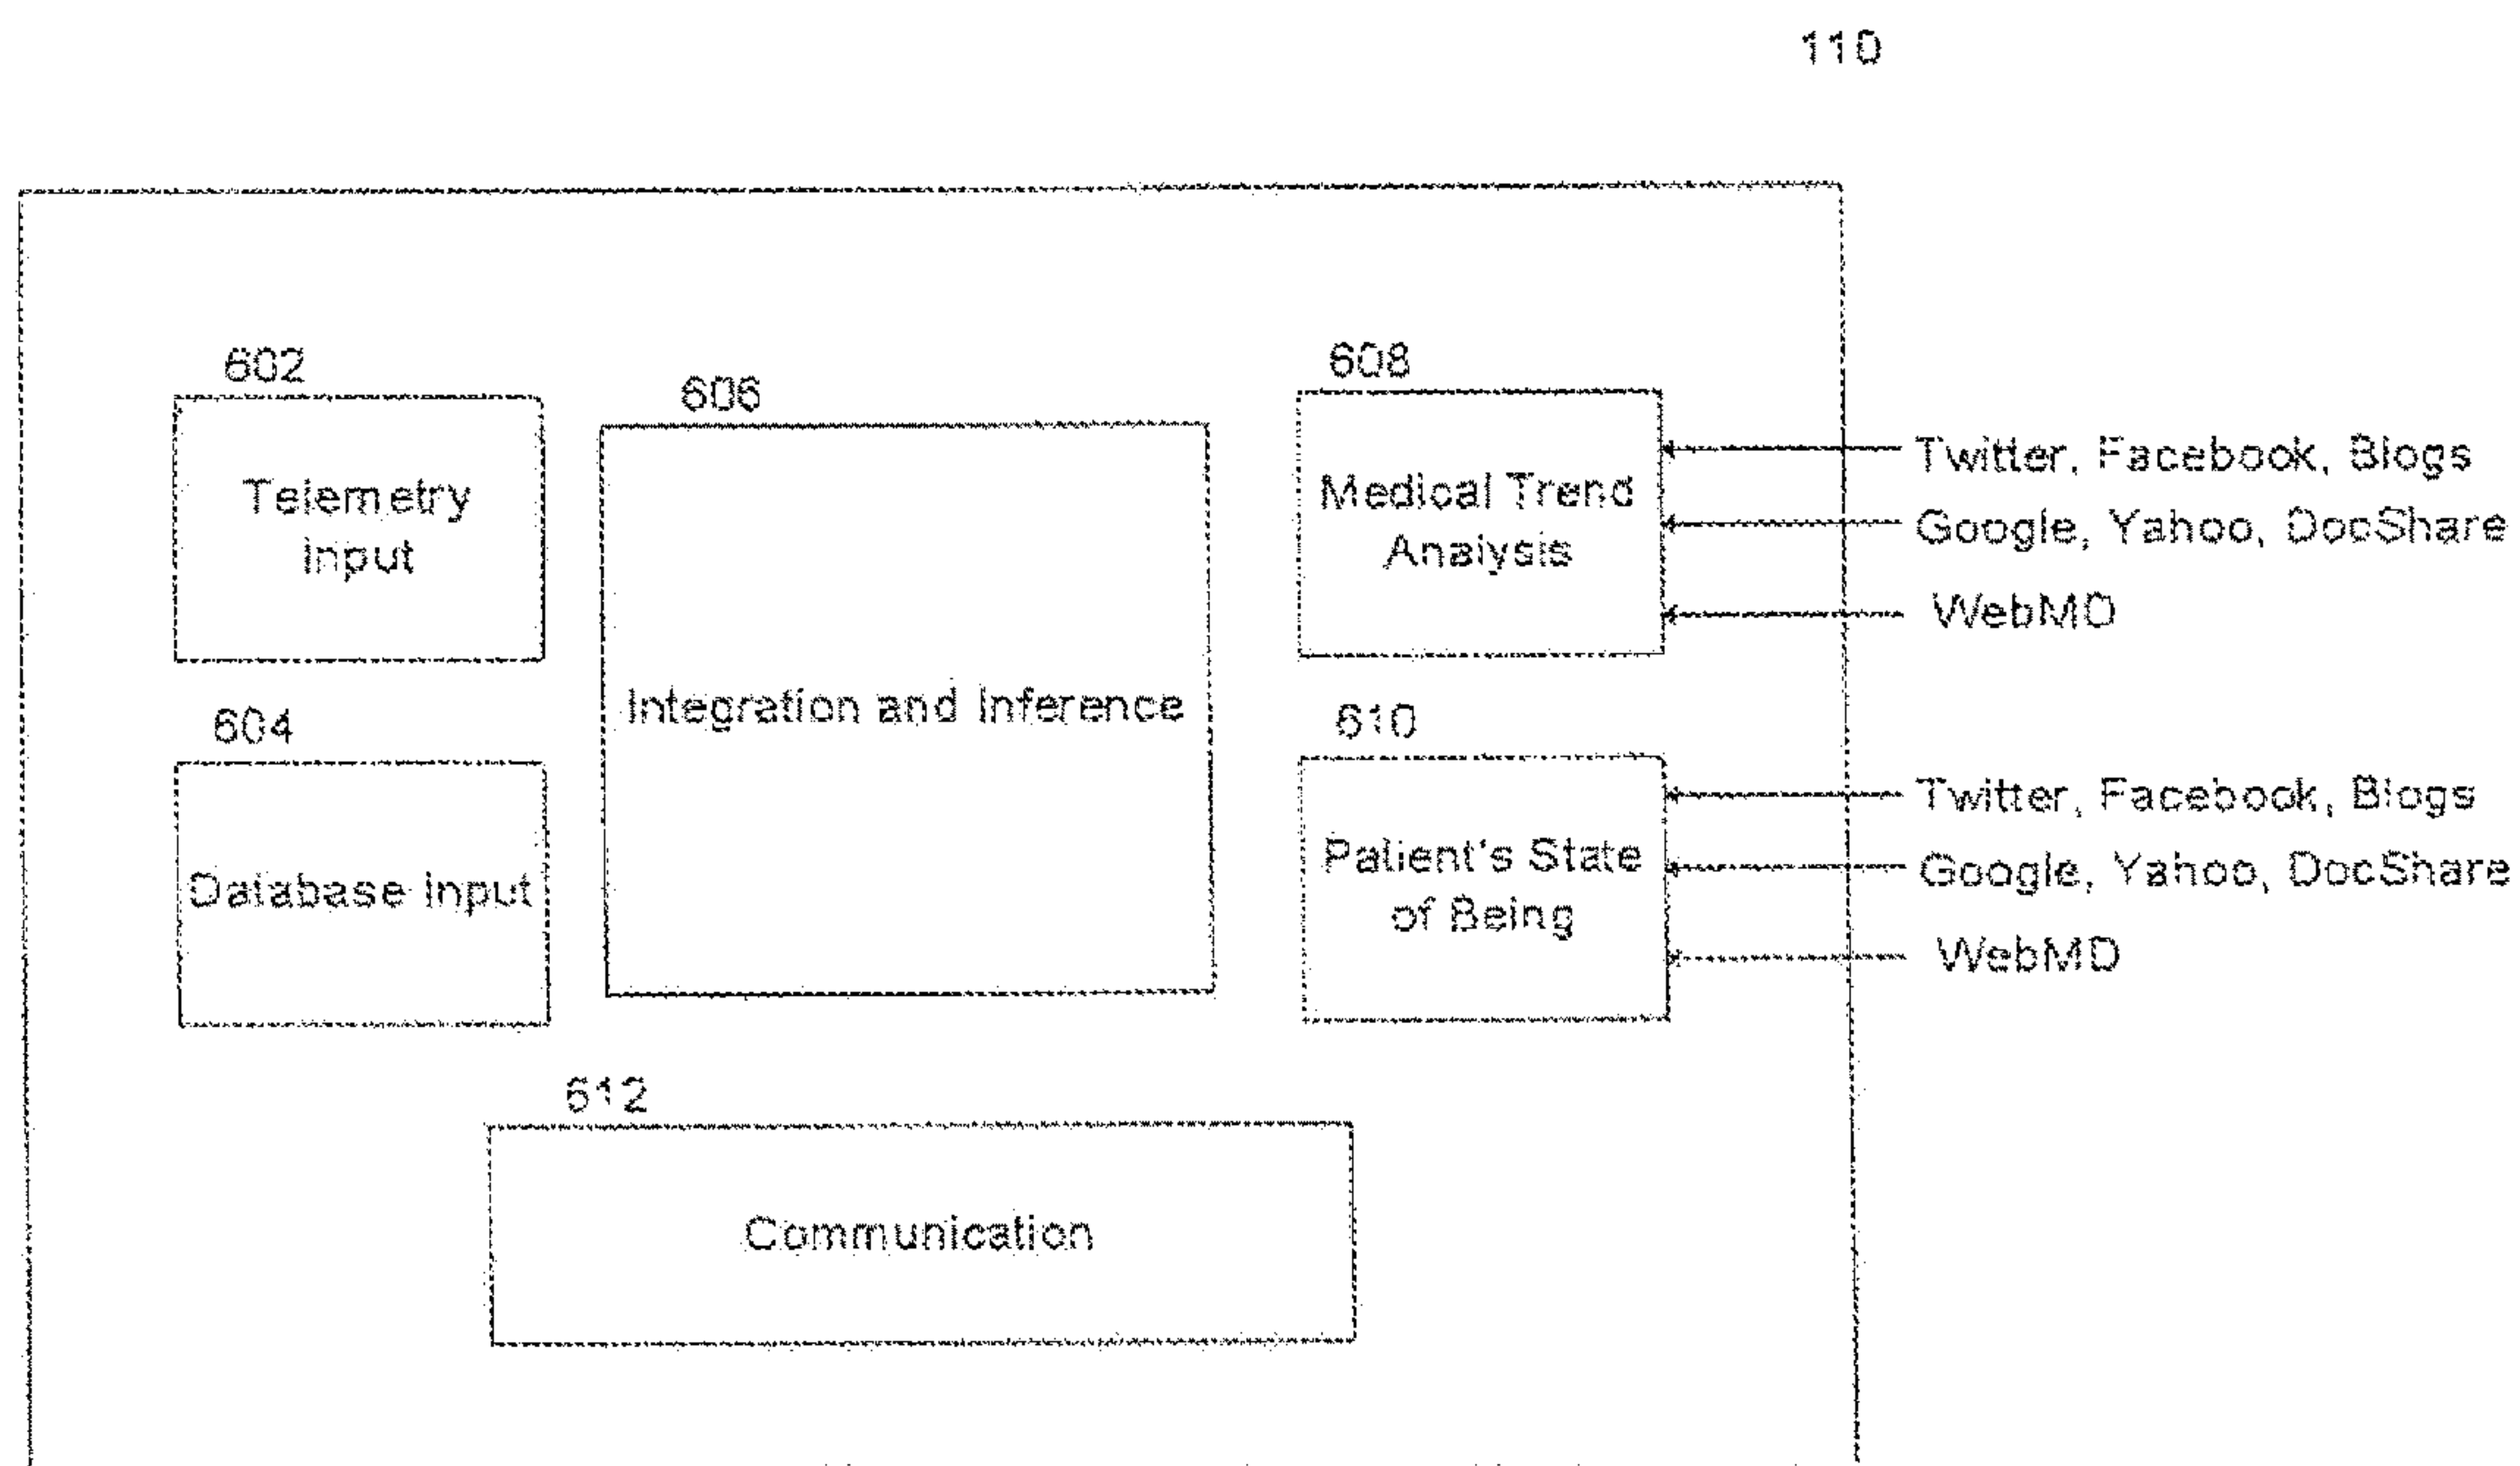 110
602
606
608
Telemetry
Input
Medical Trend
Analysis
Twitter, Facebook, Blogs
Google, Yahoo, DocShare
WebMD
Integration and Inference
604
610
Database Input
Patient's State
of Being
Twitter, Facebook, Blogs
Google, Yahoo, DocShare
WebMD
612
Communication